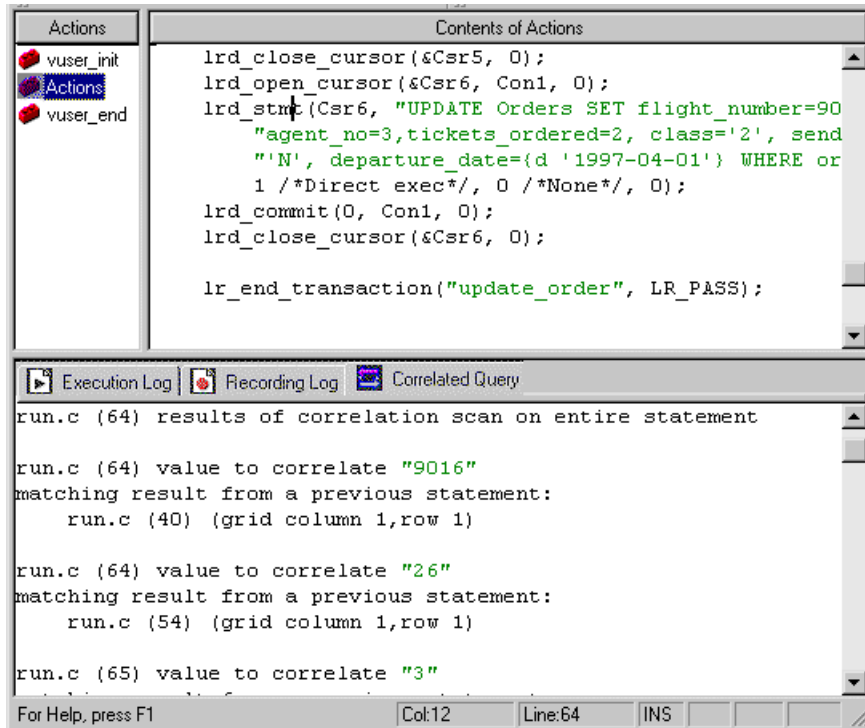 Actions
Contents of Actions
vuser_init
Actions
vuser_end
lrd_close_cursor(&Csr5, 0);
lrd_open_cursor(&Csr6, Con1, 0);
lrd_stmt(Csr6, "UPDATE Orders SET flight_number=90
"agent_no=3,tickets_ordered=2, class='2', send
"'N', departure_date={d '1997-04-01'} WHERE or
1 /*Direct exec*/, 0 /*None*/, 0);
lrd_commit(0, Con1, 0);
lrd_close_cursor(&Csr6, 0);
lr_end_transaction("update_order", LR_PASS);
Execution Log
Recording Log
Correlated Query
run.c (64) results of correlation scan on entire statement
run.c (64) value to correlate "9016"
matching result from a previous statement:
run.c (40) (grid column 1,row 1)
run.c (64) value to correlate "26"
matching result from a previous statement:
run.c (54) (grid column 1,row 1)
run.c (65) value to correlate "3"
For Help, press F1
Col:12
Line:64
INS